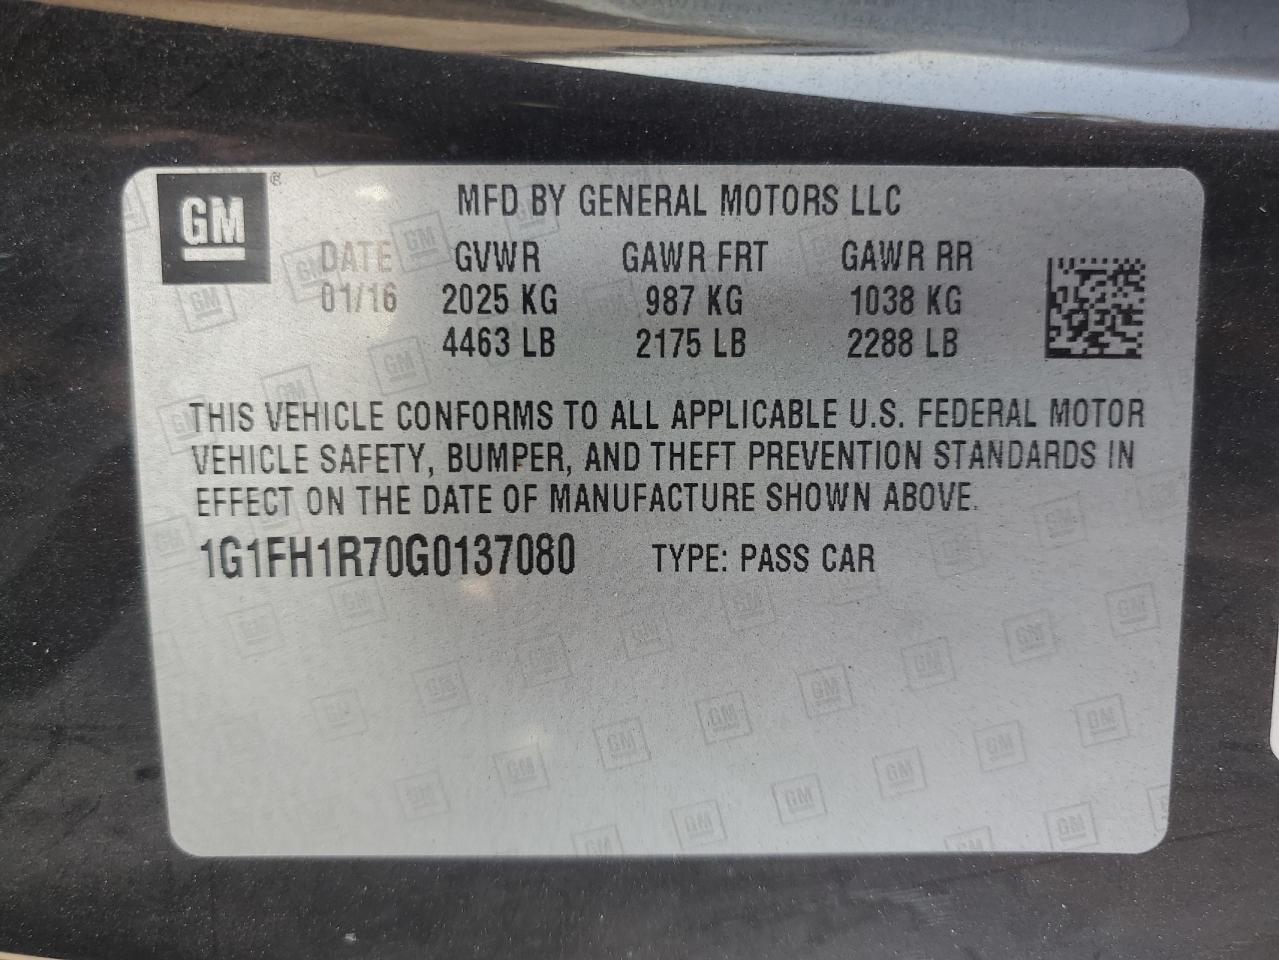 GM
MFD BY GENERAL MOTORS LLC
DATE GVWR GAWR FRT GAWR RR
01/16 2025 KG 987 KG 1038 KG
4463 LB 2175 LB 2288 LB
THIS VEHICLE CONFORMS TO ALL APPLICABLE U.S. FEDERAL MOTOR
VEHICLE SAFETY, BUMPER, AND THEFT PREVENTION STANDARDS IN
EFFECT ON THE DATE OF MANUFACTURE SHOWN ABOVE.
1G1FH1R70G0137080 TYPE: PASS CAR